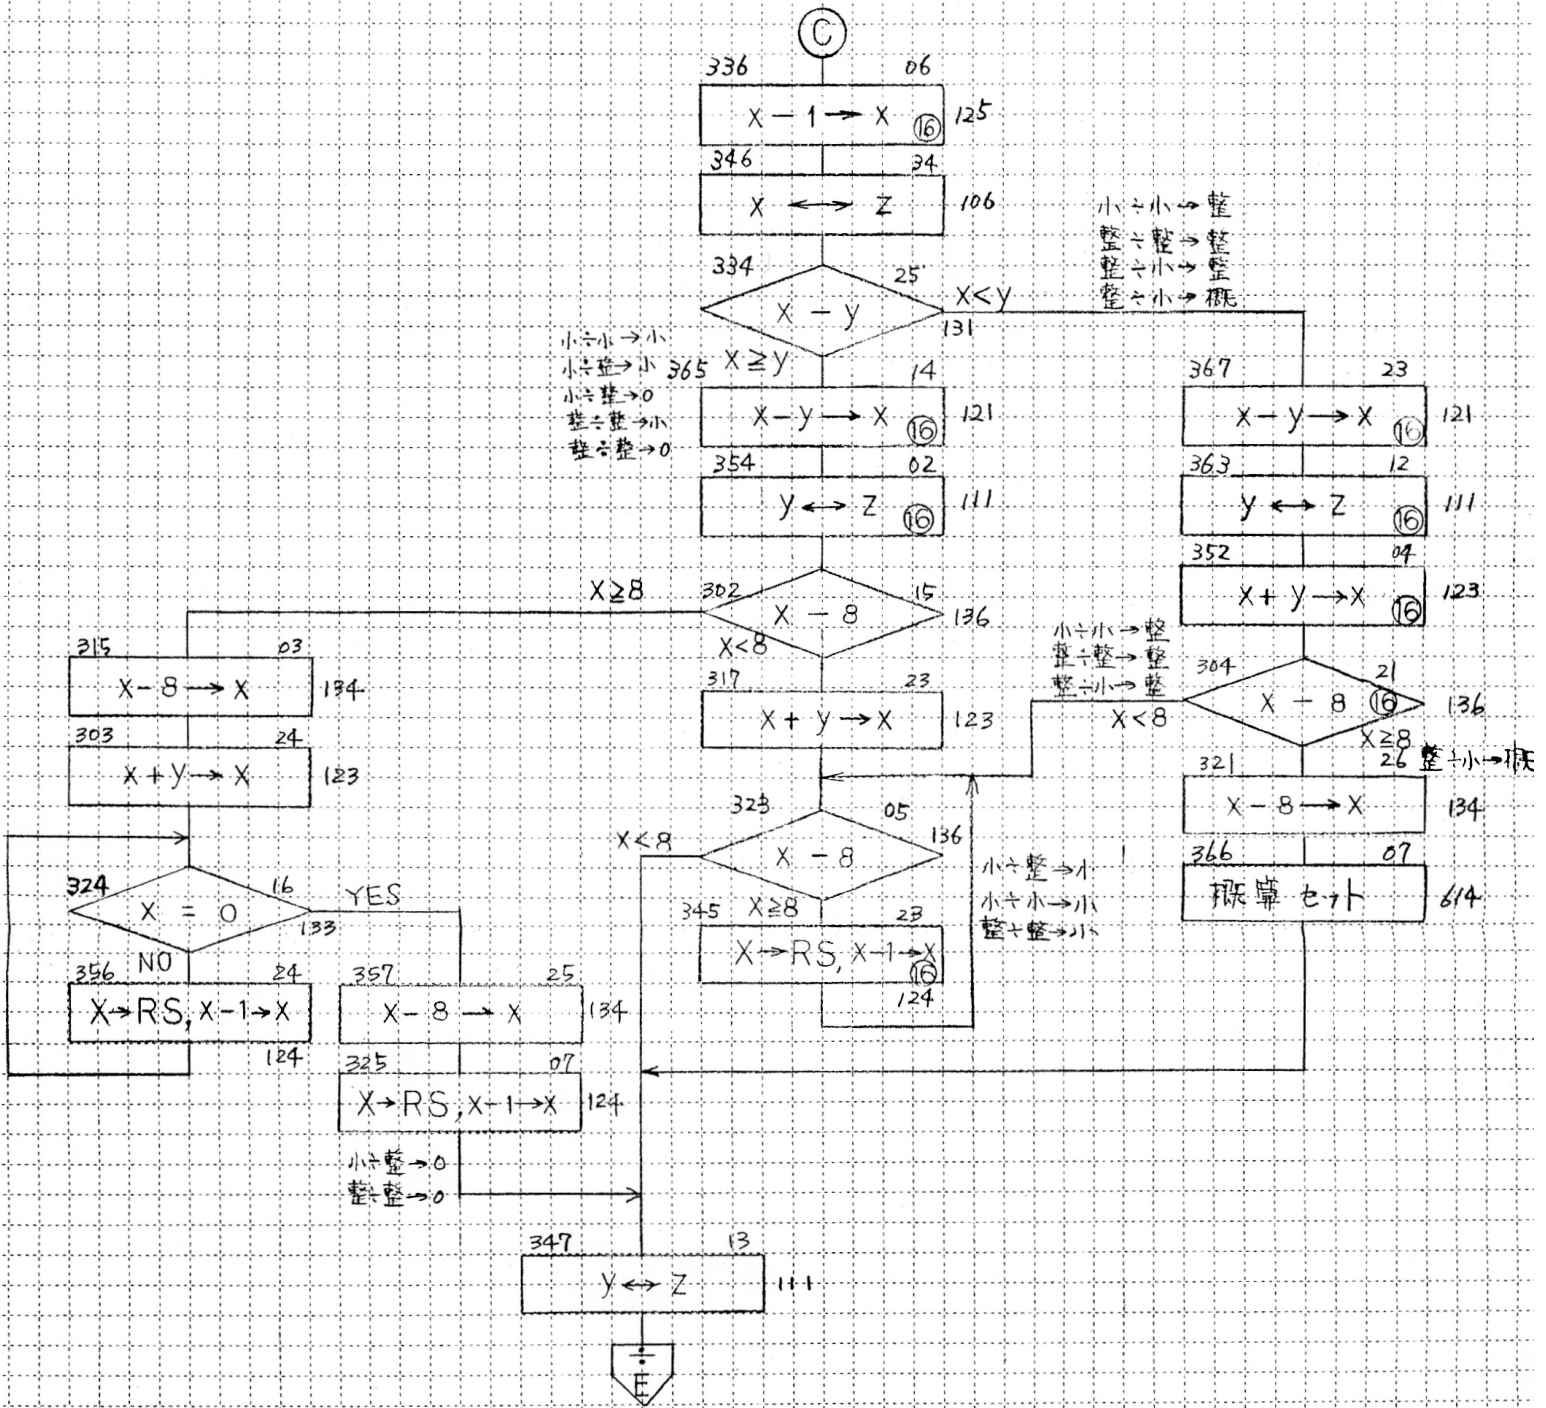 C
336 06
X − 1 → X ⑯ 125
346 34
X ↔ Z 106
334 25
X − y 131
X<y
小÷小→整
整÷整→整
整÷小→整
整÷小→概
X≧y
小÷小→小
小÷整→小
小÷整→0
整÷整→小
整÷整→0
365 14
X−y→X ⑯ 121
367 23
X−y→X ⑯ 121
354 02
y↔Z ⑯ 111
363 12
y↔Z ⑯ 111
352 04
X+y→X ⑯ 123
302 15
X − 8 136
X≧8
X<8
315 03
X−8→X 134
303 24
X+y→X 123
317 23
X+y→X 123
小÷小→整
整÷整→整
整÷小→整
304 21
X − 8 ⑯ 136
X<8
X≧8
整÷小→概
321 26
X−8→X 134
366 07
概算セット 614
323 05
X − 8 136
X<8
X≧8
小÷整→小
小÷小→小
整÷整→小
345 23
X→RS, X−1→X ⑯
124
324 16
X = 0 133
YES
NO
356 24
X→RS, X−1→X
124
357 25
X−8→X 134
325 07
X→RS, X−1→X 124
小÷整→0
整÷整→0
347 13
y↔Z 111
÷
E